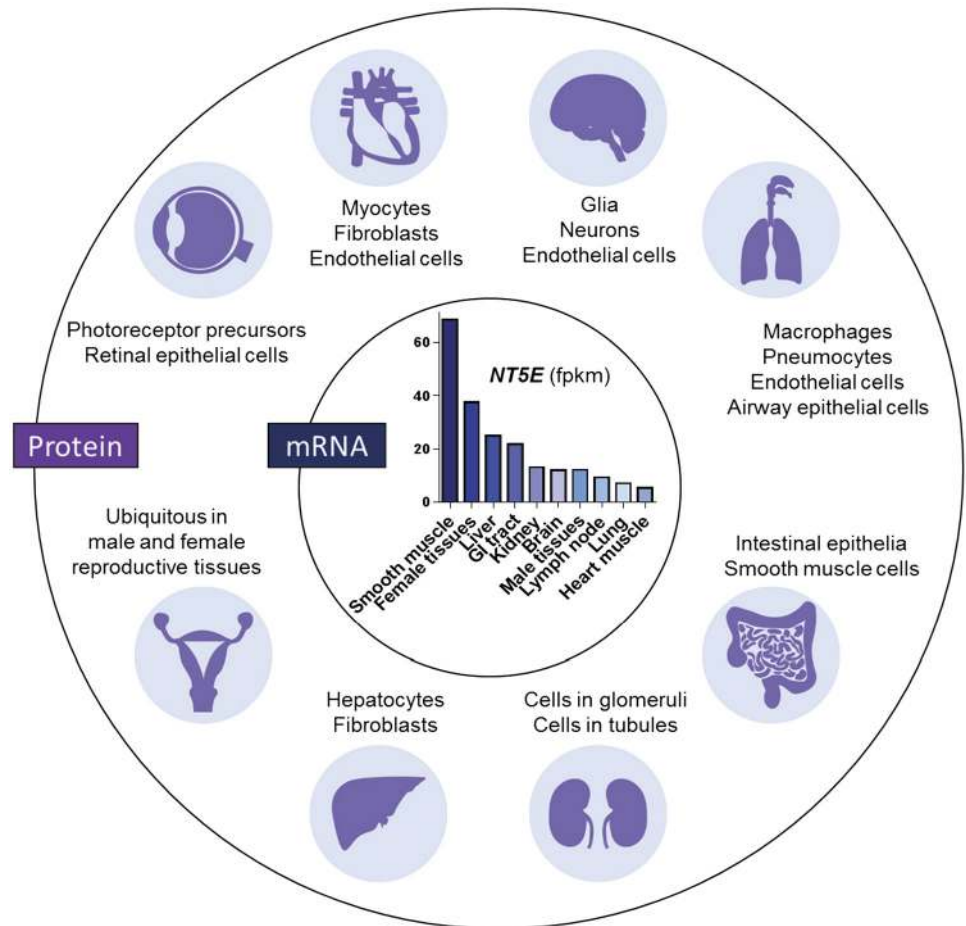 Myocytes
Fibroblasts
Endothelial cells
Glia
Neurons
Endothelial cells
Photoreceptor precursors
Retinal epithelial cells
Macrophages
Pneumocytes
Endothelial cells
Airway epithelial cells
Protein
mRNA
NT5E (fpkm)
60
40
20
0
Smooth muscle
Female tissues
Liver
GI tract
Kidney
Brain
Male tissues
Lymph node
Lung
Heart muscle
Ubiquitous in
male and female
reproductive tissues
Intestinal epithelia
Smooth muscle cells
Hepatocytes
Fibroblasts
Cells in glomeruli
Cells in tubules